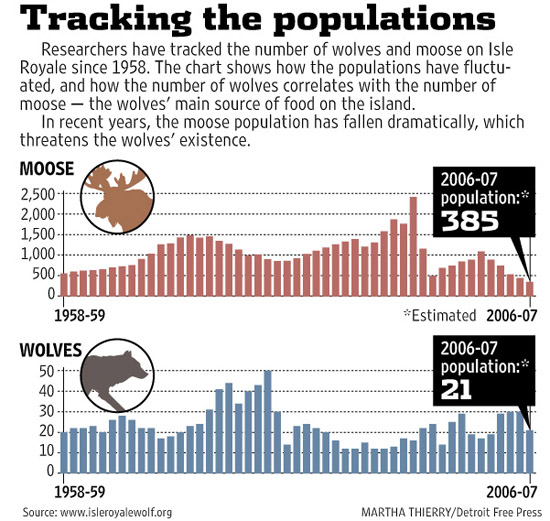 Tracking the populations
Researchers have tracked the number of wolves and moose on Isle
Royale since 1958. The chart shows how the populations have fluctu-
ated, and how the number of wolves correlates with the number of
moose — the wolves' main source of food on the island.
In recent years, the moose population has fallen dramatically, which
threatens the wolves' existence.
MOOSE
2006-07
population:*
385
2,500
2,000
1,500
1,000
500
0
1958-59
*Estimated
2006-07
WOLVES
2006-07
population:*
21
50
40
30
20
10
0
1958-59
2006-07
Source: www.isleroyalewolf.org
MARTHA THIERRY/Detroit Free Press